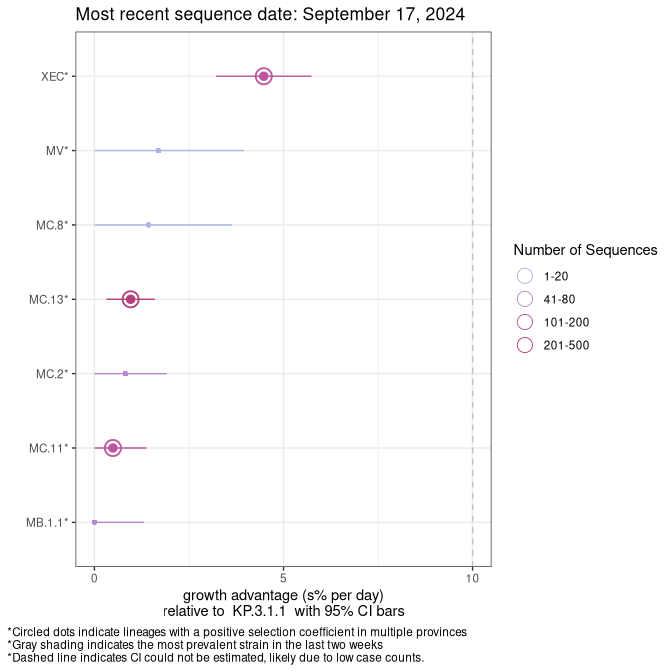 Most recent sequence date: September 17, 2024
XEC*
MV*
MC.8*
MC.13*
MC.2*
MC.11*
MB.1.1*
0
5
10
growth advantage (s% per day)
relative to KP.3.1.1 with 95% CI bars
Number of Sequences
1-20
41-80
101-200
201-500
*Circled dots indicate lineages with a positive selection coefficient in multiple provinces
*Gray shading indicates the most prevalent strain in the last two weeks
*Dashed line indicates CI could not be estimated, likely due to low case counts.